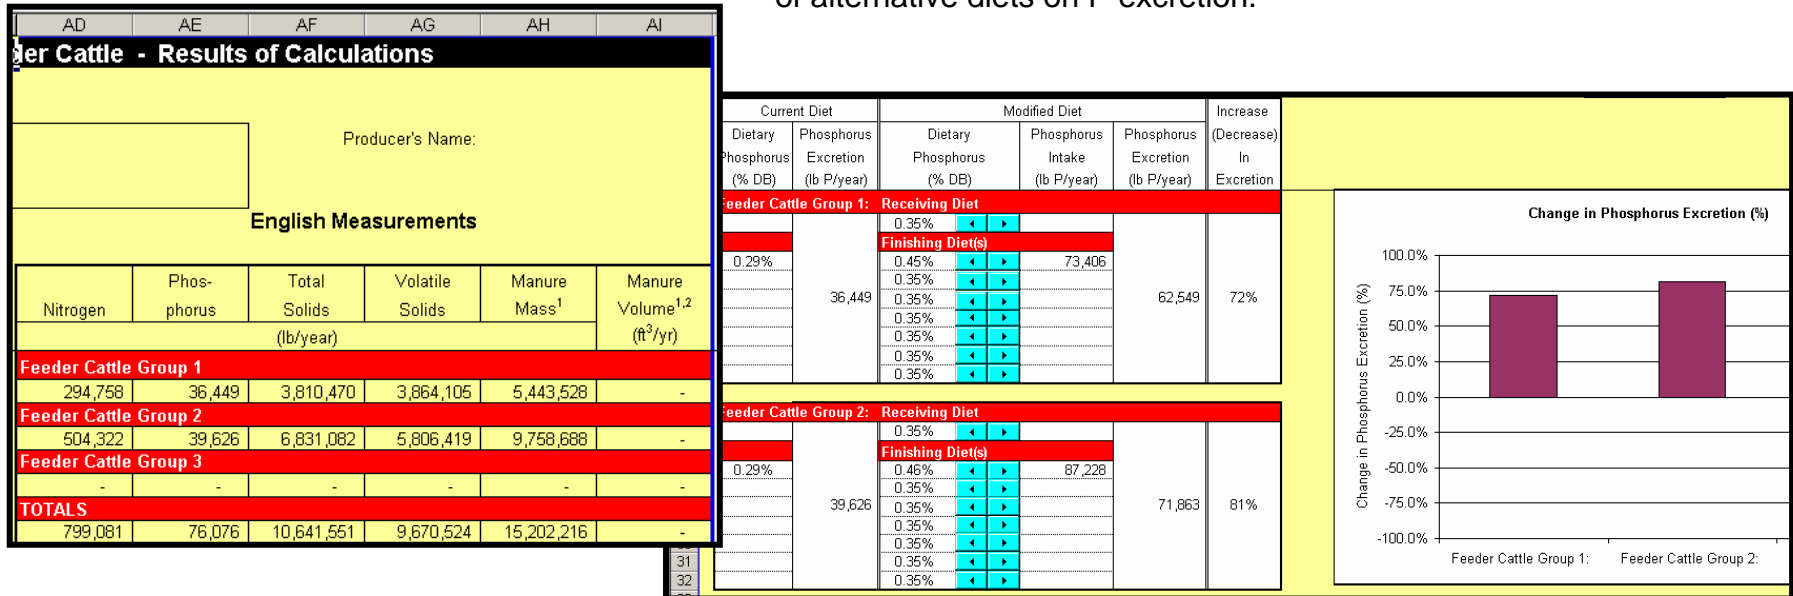 of alternative diets on P excretion.
AD AE AF AG AH AI
der Cattle - Results of Calculations
Producer's Name:
English Measurements
Nitrogen Phos- Total Volatile Manure Manure
phorus Solids Solids Mass1 Volume1,2
(lb/year) (ft3/yr)
Feeder Cattle Group 1
294,758 36,449 3,810,470 3,864,105 5,443,528 -
Feeder Cattle Group 2
504,322 39,626 6,831,082 5,806,419 9,758,688 -
Feeder Cattle Group 3
- - - - - -
TOTALS
799,081 76,076 10,641,551 9,670,524 15,202,216 -
Current Diet Modified Diet Increase
Dietary Phosphorus Dietary Phosphorus Phosphorus (Decrease)
Phosphorus Excretion Phosphorus Intake Excretion In
(% DB) (lb P/year) (% DB) (lb P/year) (lb P/year) Excretion
Feeder Cattle Group 1: Receiving Diet
0.35%
Finishing Diet(s)
0.29% 0.45% 73,406
0.35%
36,449 0.35% 62,549 72%
0.35%
0.35%
0.35%
0.35%
Feeder Cattle Group 2: Receiving Diet
0.35%
Finishing Diet(s)
0.29% 0.46% 87,228
0.35%
39,626 0.35% 71,863 81%
0.35%
0.35%
31 0.35%
32 0.35%
Change in Phosphorus Excretion (%)
Change in Phosphorus Excretion (%)
100.0%
75.0%
50.0%
25.0%
0.0%
-25.0%
-50.0%
-75.0%
-100.0%
Feeder Cattle Group 1: Feeder Cattle Group 2: